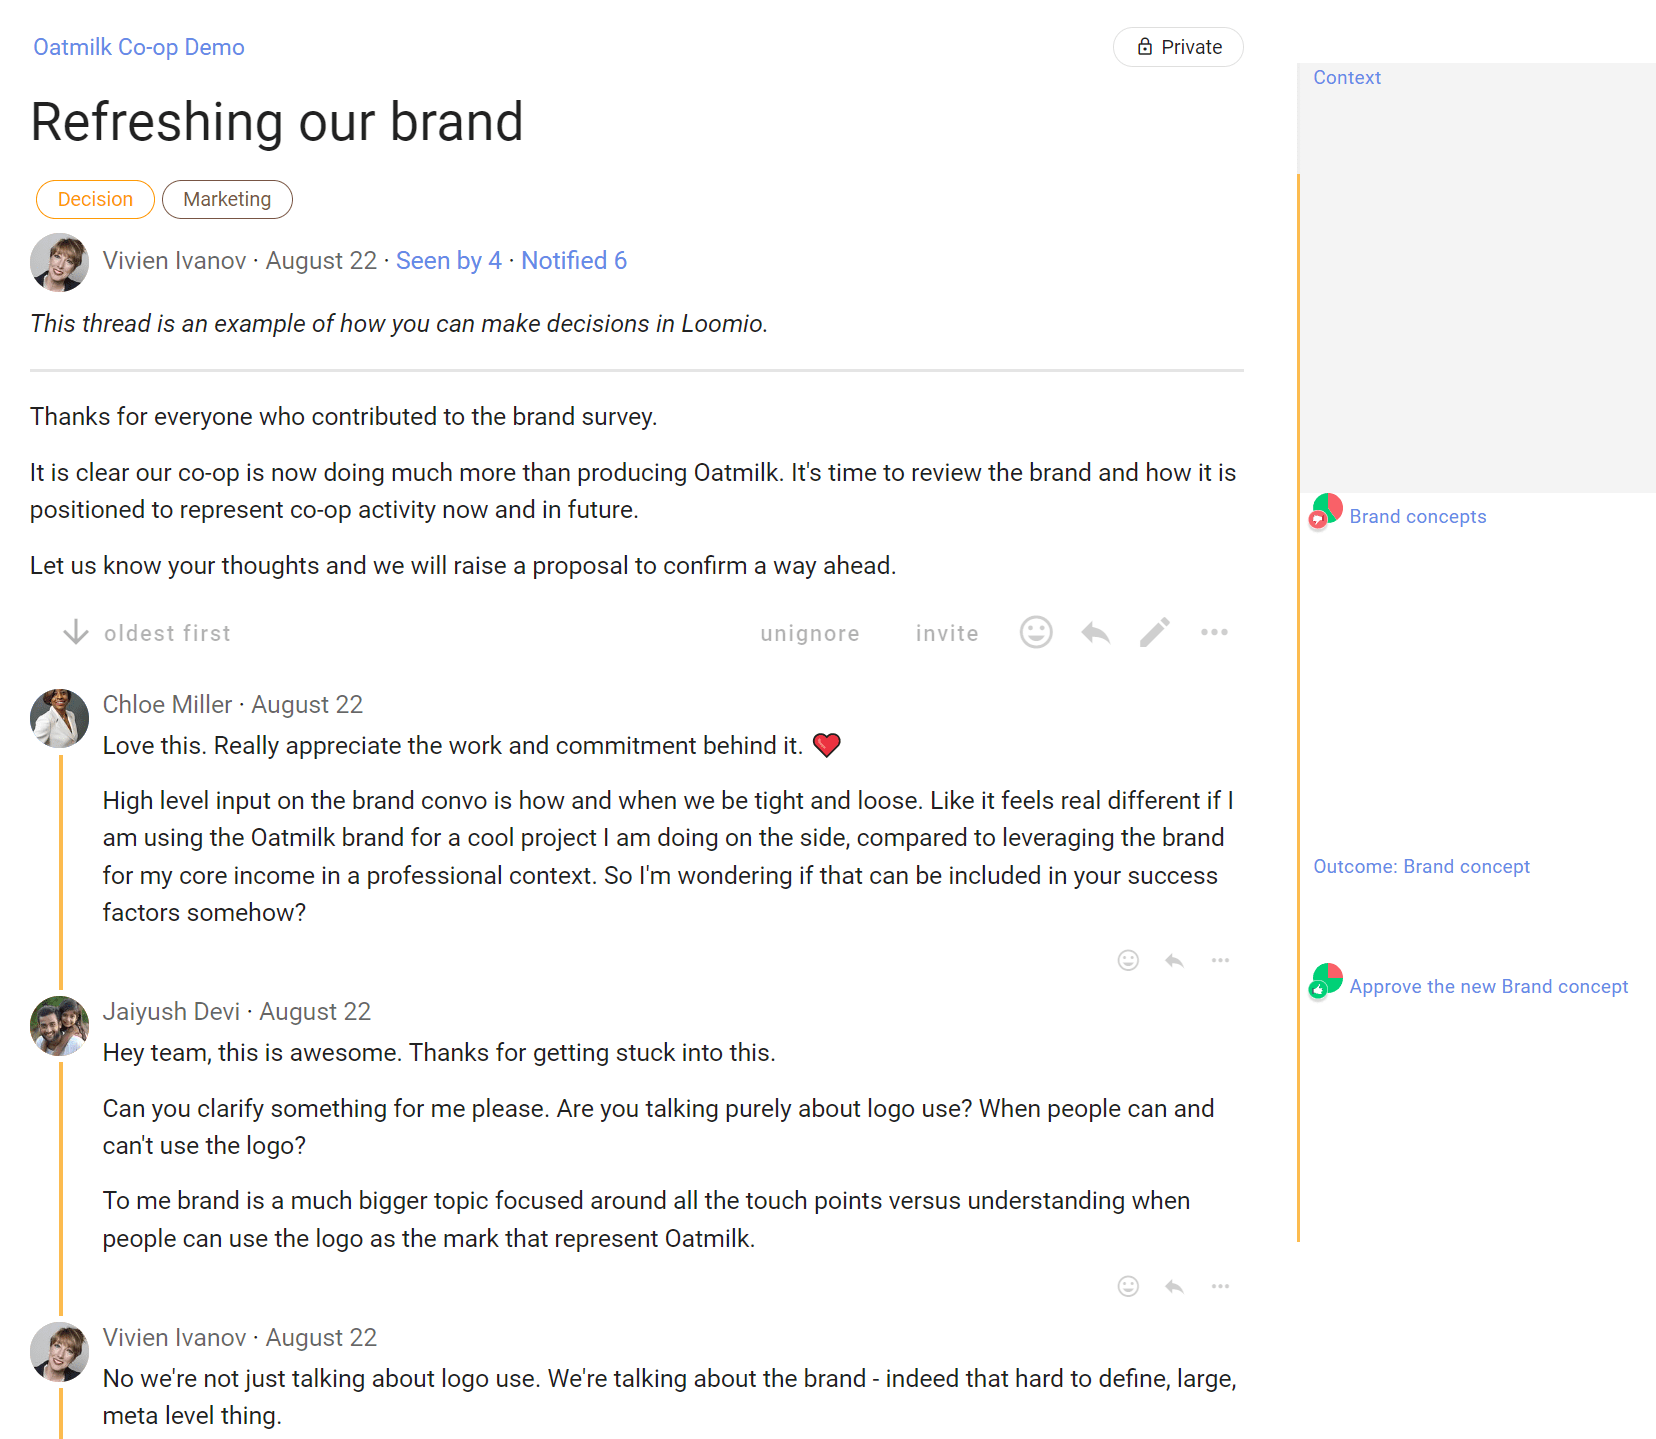 Oatmilk Co-op Demo
Private
Refreshing our brand
Decision
Marketing
Vivien Ivanov · August 22 · Seen by 4 · Notified 6
This thread is an example of how you can make decisions in Loomio.
Thanks for everyone who contributed to the brand survey.
It is clear our co-op is now doing much more than producing Oatmilk. It's time to review the brand and how it is
positioned to represent co-op activity now and in future.
Let us know your thoughts and we will raise a proposal to confirm a way ahead.
oldest first
unignore
invite
Chloe Miller · August 22
Love this. Really appreciate the work and commitment behind it. ❤️
High level input on the brand convo is how and when we be tight and loose. Like it feels real different if I
am using the Oatmilk brand for a cool project I am doing on the side, compared to leveraging the brand
for my core income in a professional context. So I'm wondering if that can be included in your success
factors somehow?
Jaiyush Devi · August 22
Hey team, this is awesome. Thanks for getting stuck into this.
Can you clarify something for me please. Are you talking purely about logo use? When people can and
can't use the logo?
To me brand is a much bigger topic focused around all the touch points versus understanding when
people can use the logo as the mark that represent Oatmilk.
Vivien Ivanov · August 22
No we're not just talking about logo use. We're talking about the brand - indeed that hard to define, large,
meta level thing.
Context
Brand concepts
Outcome: Brand concept
Approve the new Brand concept